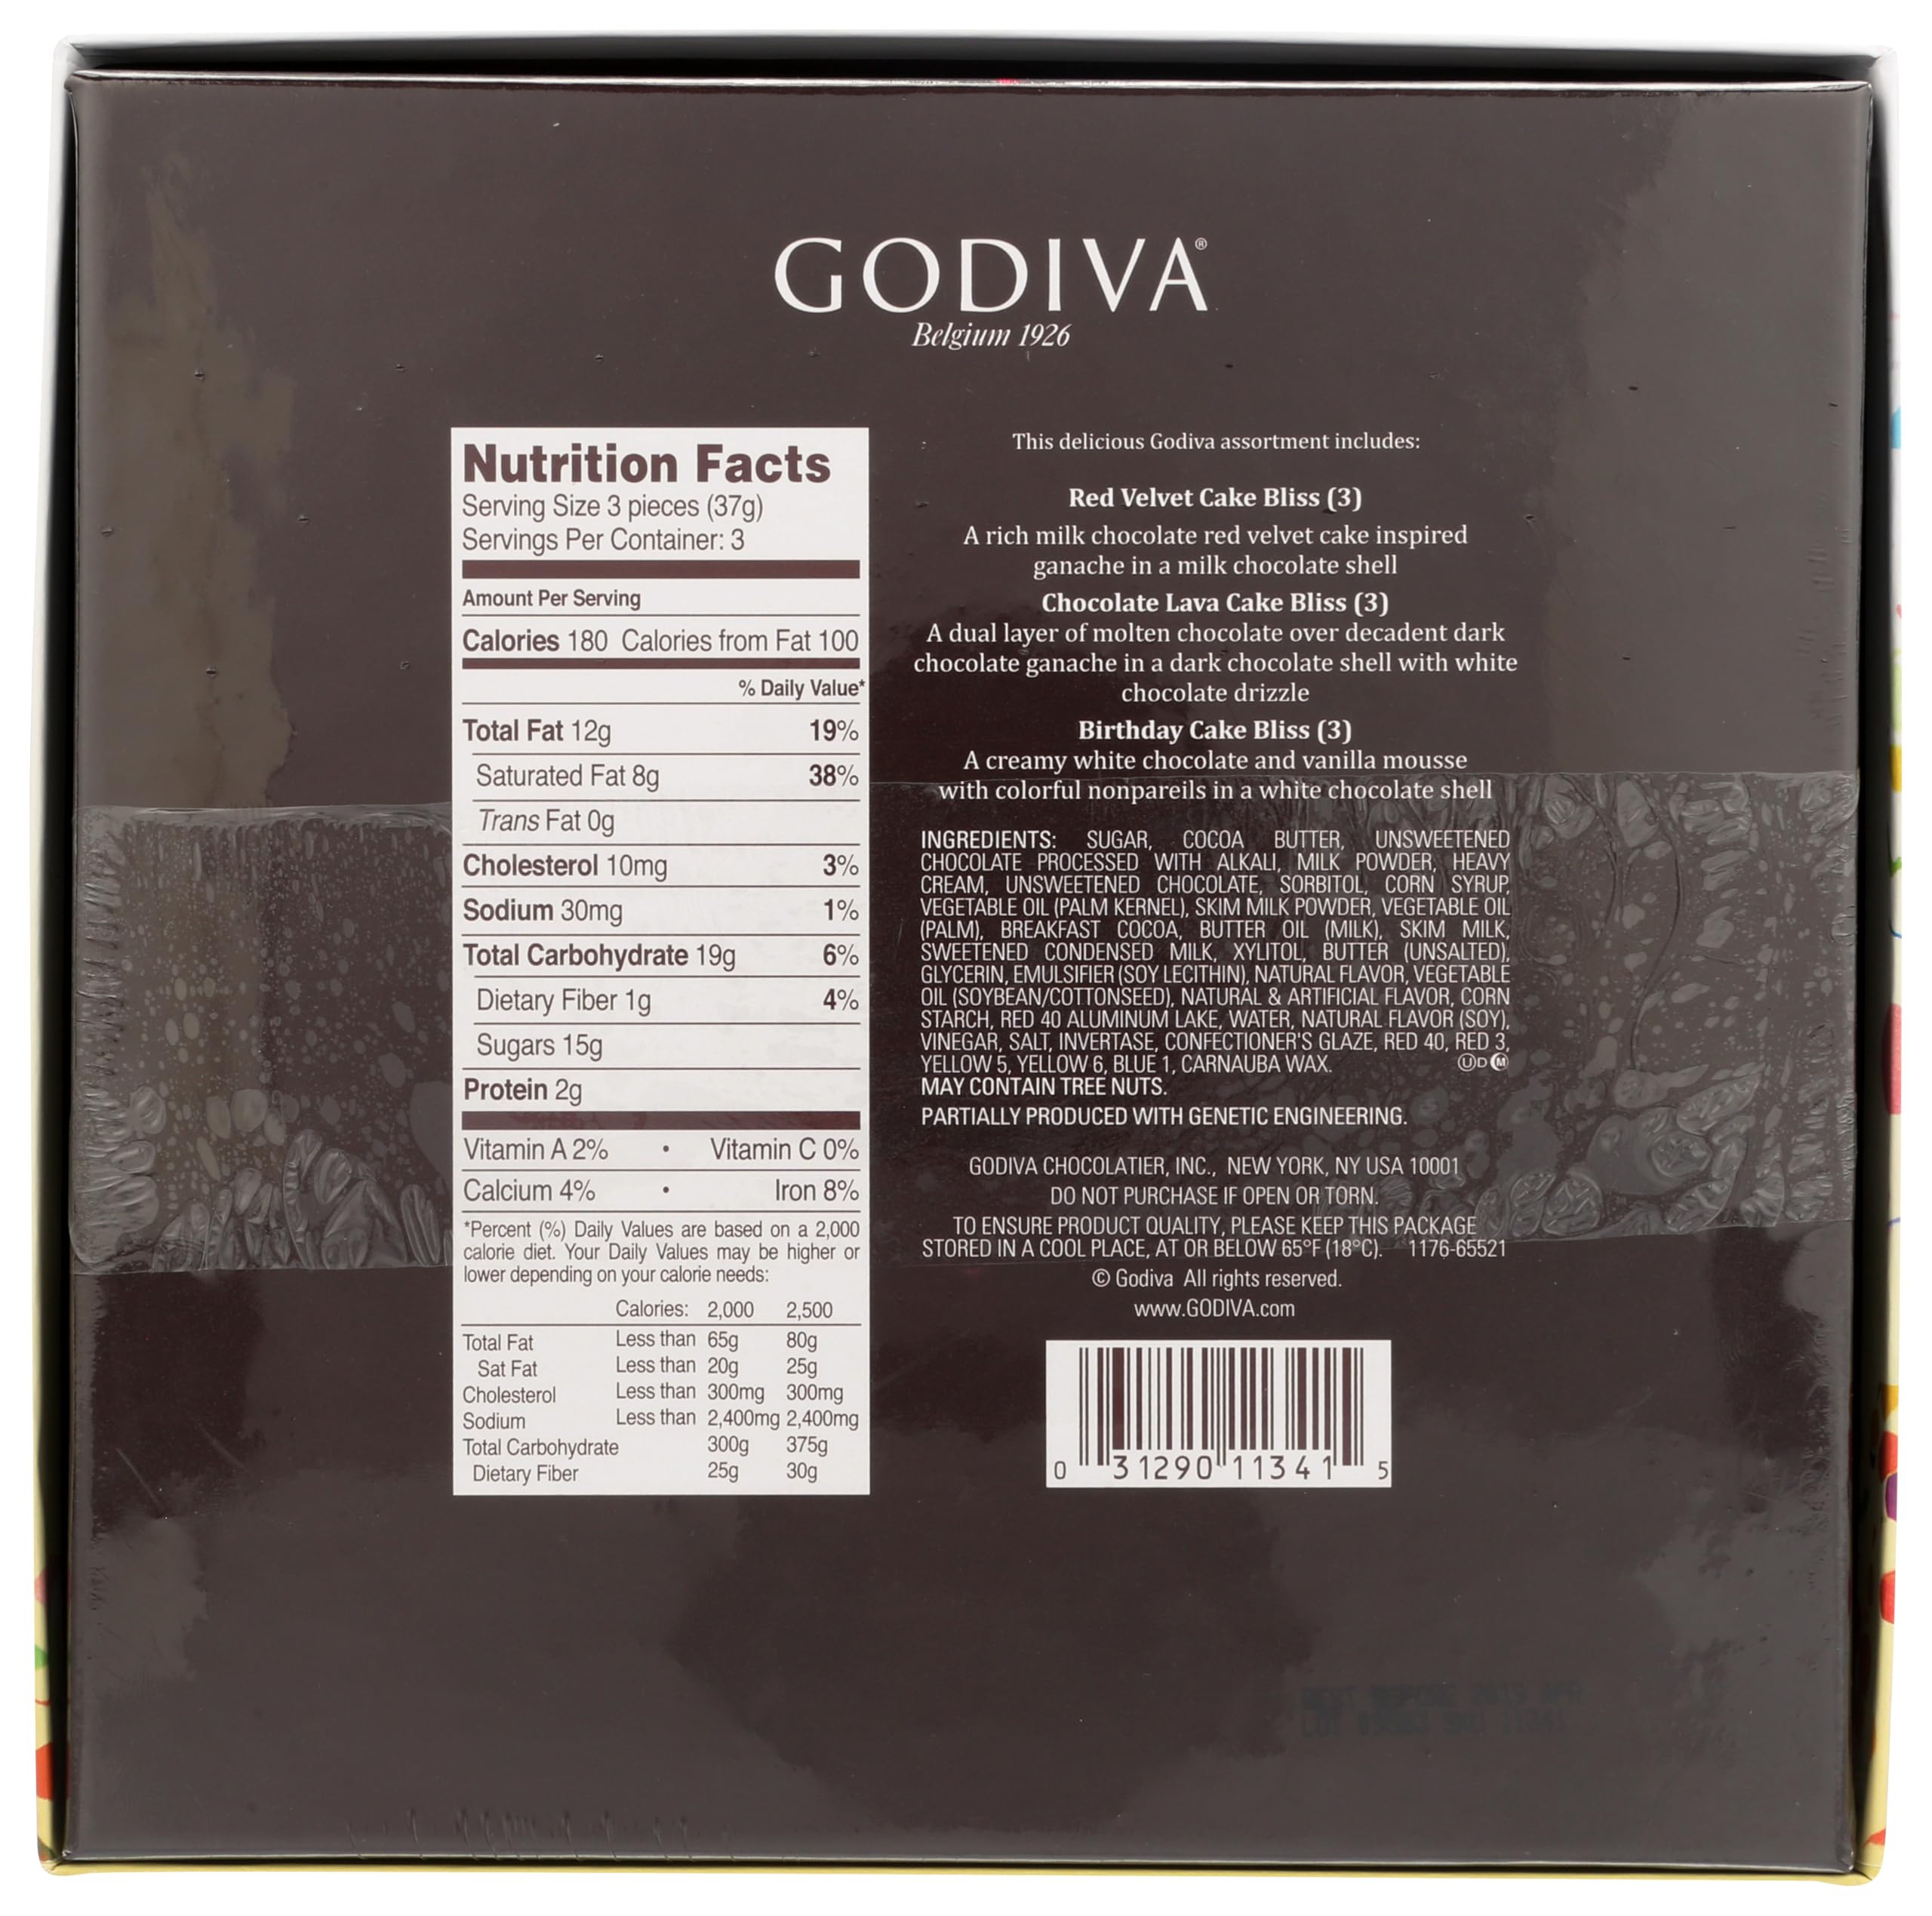 GODIVA®
Belgium 1926
Nutrition Facts
Serving Size 3 pieces (37g)
Servings Per Container: 3
Amount Per Serving
Calories 180 Calories from Fat 100
% Daily Value*
Total Fat 12g 19%
Saturated Fat 8g 38%
Trans Fat 0g
Cholesterol 10mg 3%
Sodium 30mg 1%
Total Carbohydrate 19g 6%
Dietary Fiber 1g 4%
Sugars 15g
Protein 2g
Vitamin A 2% • Vitamin C 0%
Calcium 4% • Iron 8%
*Percent (%) Daily Values are based on a 2,000
calorie diet. Your Daily Values may be higher or
lower depending on your calorie needs:
Calories: 2,000 2,500
Total Fat Less than 65g 80g
Sat Fat Less than 20g 25g
Cholesterol Less than 300mg 300mg
Sodium Less than 2,400mg 2,400mg
Total Carbohydrate 300g 375g
Dietary Fiber 25g 30g
This delicious Godiva assortment includes:
Red Velvet Cake Bliss (3)
A rich milk chocolate red velvet cake inspired
ganache in a milk chocolate shell
Chocolate Lava Cake Bliss (3)
A dual layer of molten chocolate over decadent dark
chocolate ganache in a dark chocolate shell with white
chocolate drizzle
Birthday Cake Bliss (3)
A creamy white chocolate and vanilla mousse
with colorful nonpareils in a white chocolate shell
INGREDIENTS: SUGAR, COCOA BUTTER, UNSWEETENED
CHOCOLATE PROCESSED WITH ALKALI, MILK POWDER, HEAVY
CREAM, UNSWEETENED CHOCOLATE, SORBITOL, CORN SYRUP,
VEGETABLE OIL (PALM KERNEL), SKIM MILK POWDER, VEGETABLE OIL
(PALM), BREAKFAST COCOA, BUTTER OIL (MILK), SKIM MILK,
SWEETENED CONDENSED MILK, XYLITOL, BUTTER (UNSALTED),
GLYCERIN, EMULSIFIER (SOY LECITHIN), NATURAL FLAVOR, VEGETABLE
OIL (SOYBEAN/COTTONSEED), NATURAL & ARTIFICIAL FLAVOR, CORN
STARCH, RED 40 ALUMINUM LAKE, WATER, NATURAL FLAVOR (SOY),
VINEGAR, SALT, INVERTASE, CONFECTIONER'S GLAZE, RED 40, RED 3,
YELLOW 5, YELLOW 6, BLUE 1, CARNAUBA WAX. Ⓤ D M
MAY CONTAIN TREE NUTS.
PARTIALLY PRODUCED WITH GENETIC ENGINEERING.
GODIVA CHOCOLATIER, INC., NEW YORK, NY USA 10001
DO NOT PURCHASE IF OPEN OR TORN.
TO ENSURE PRODUCT QUALITY, PLEASE KEEP THIS PACKAGE
STORED IN A COOL PLACE, AT OR BELOW 65°F (18°C). 1176-65521
© Godiva All rights reserved.
www.GODIVA.com
0 31290 11341 5